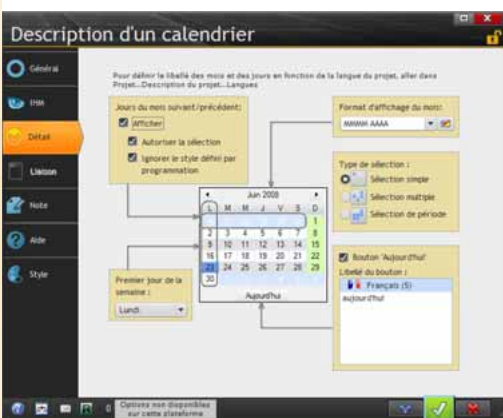 Description d'un calendrier
Général
IHM
Détail
Liaison
Note
Aide
Style
Pour définir le libellé des mois et des jours en fonction de la langue du projet, aller dans
Projet...Description du projet...Langues
Jours du mois suivant/précédent:
Afficher
Autoriser la sélection
Ignorer le style défini par
programmation
Format d'affichage du mois:
MMMM AAAA
Type de sélection :
Sélection simple
Sélection multiple
Sélection de période
Juin 2008
L M M J V S D
1
2 3 4 5 6 7 8
9 10 11 12 13 14 15
16 17 18 19 20 21 22
23 24 25 26 27 28 29
30
Aujourd'hui
Premier jour de la
semaine :
Lundi
Bouton 'Aujourd'hui'
Libellé du bouton :
Français (5)
aujourd'hui
0
Options non disponibles
sur cette plateforme